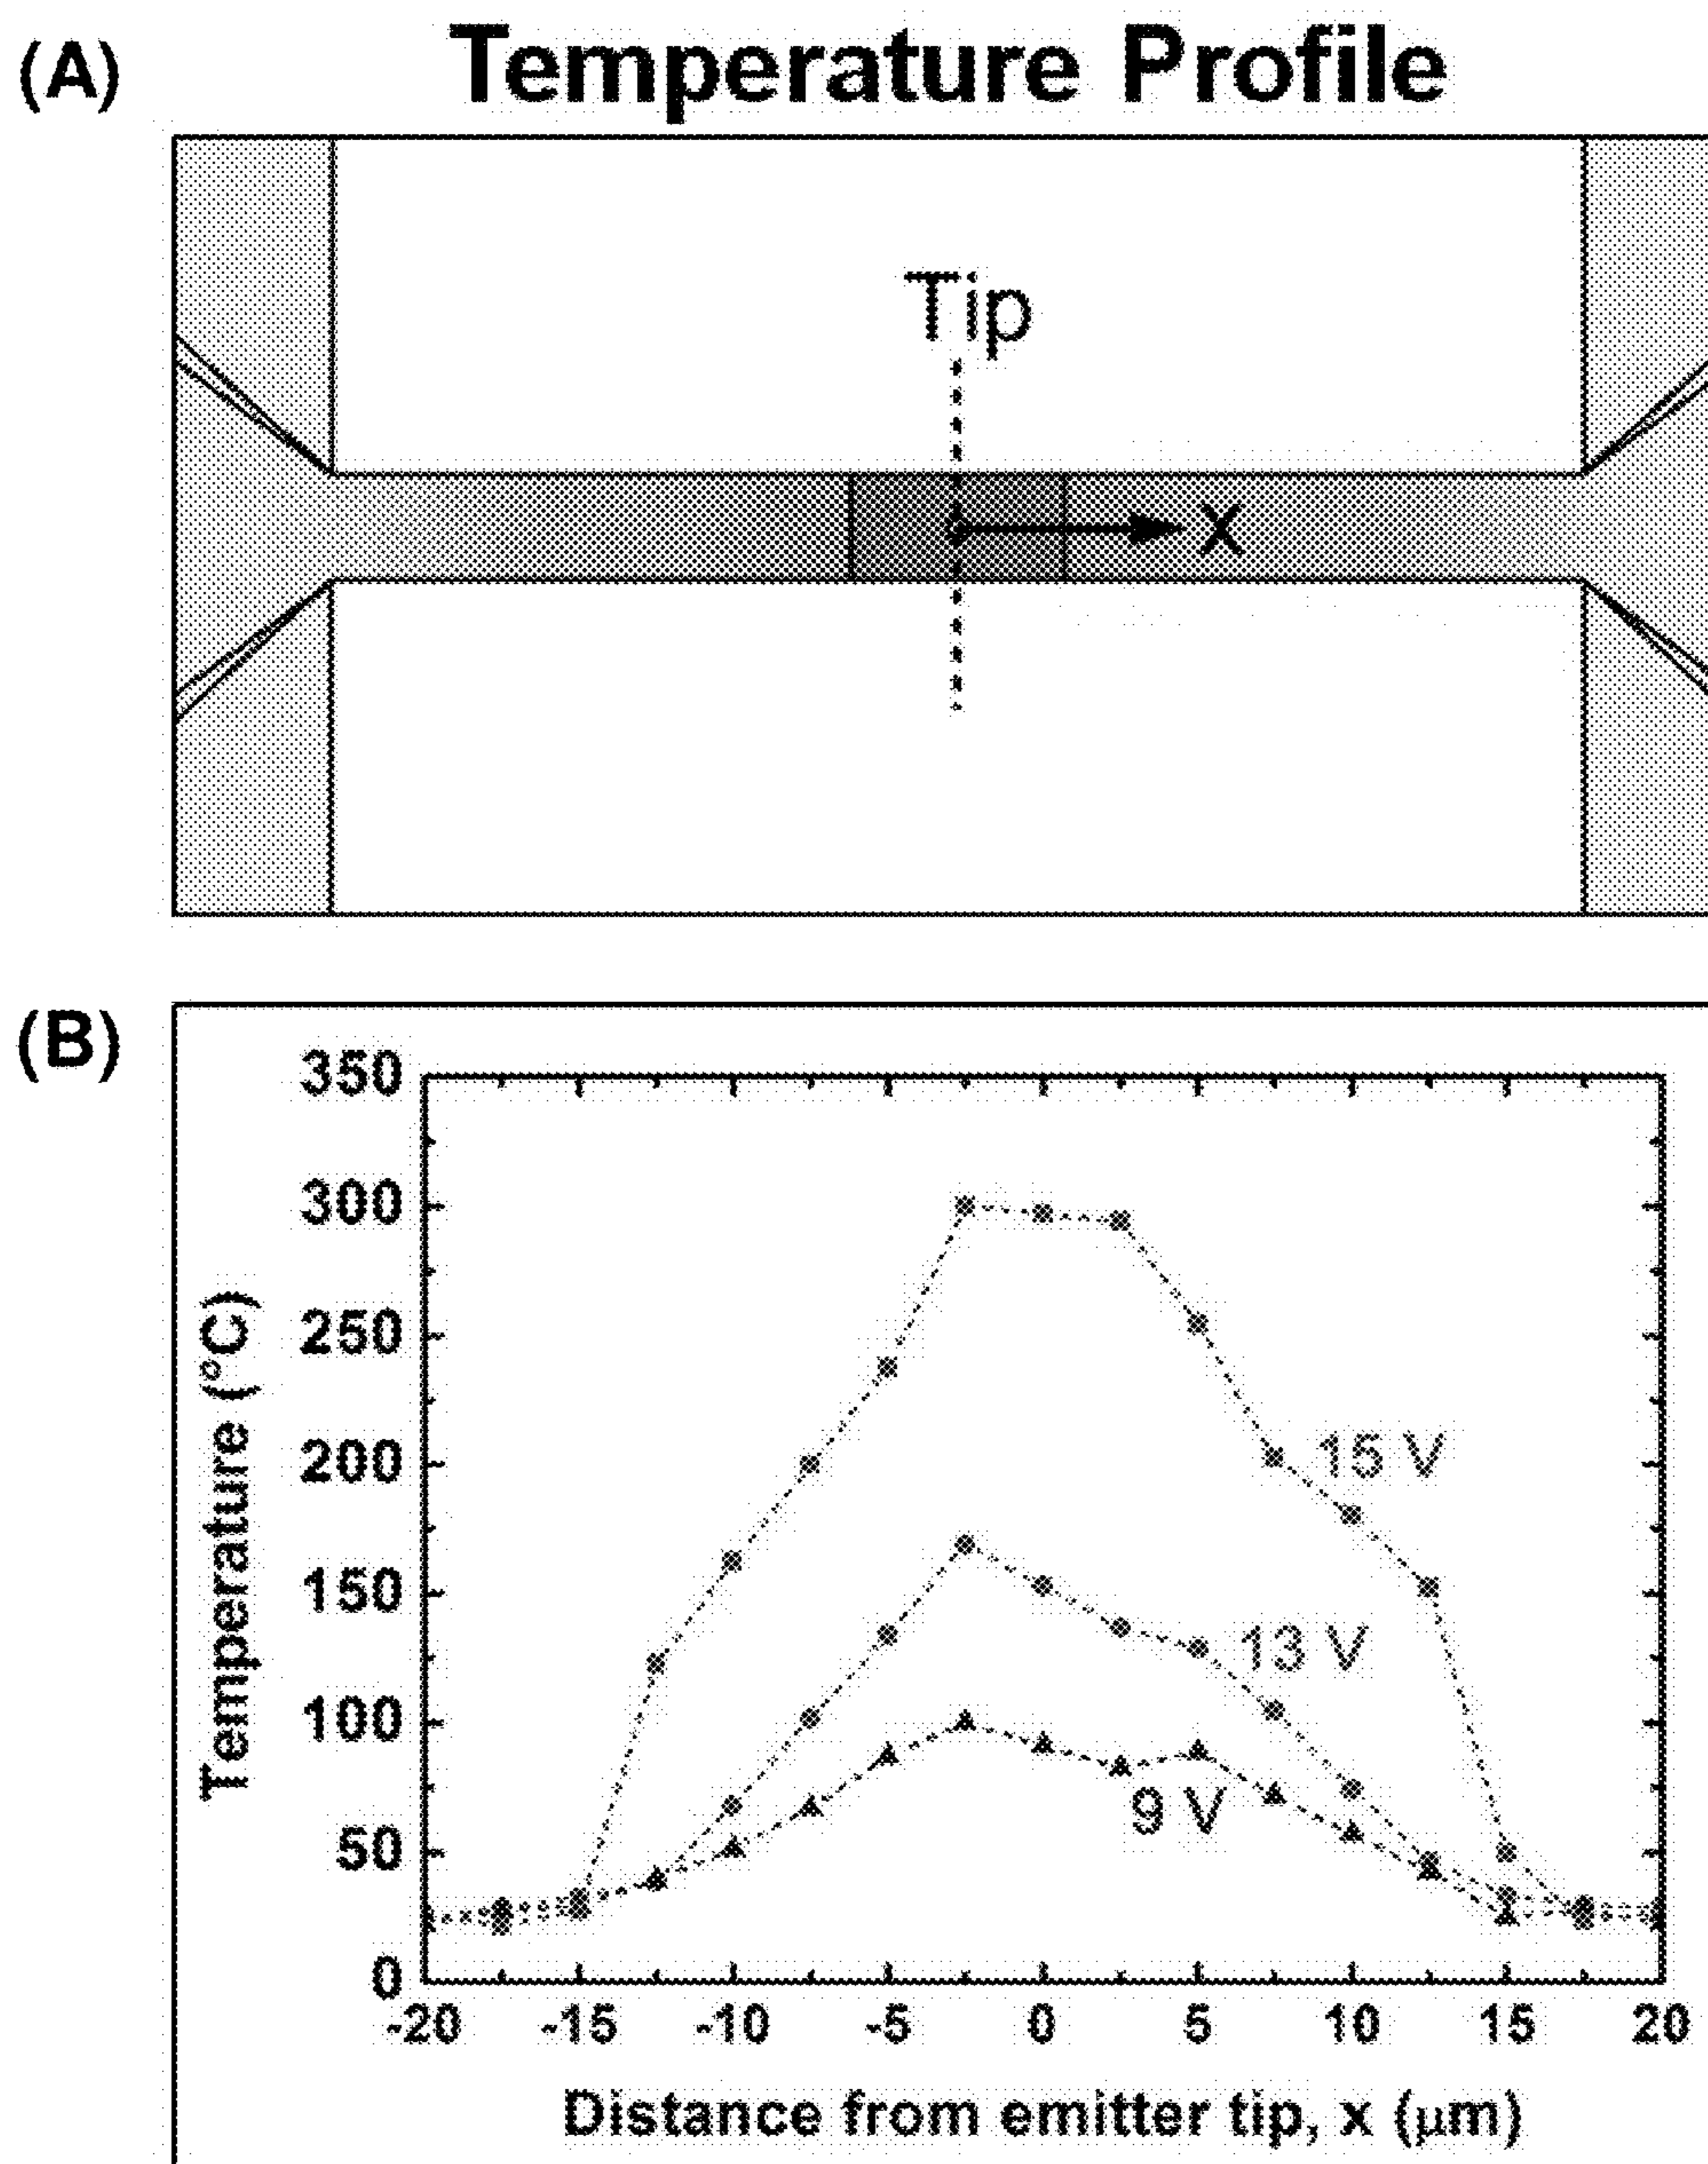 (A)
Temperature Profile
Tip
x
(B)
350
300
250
200
150
100
50
0
Temperature (°C)
15 V
13 V
9 V
-20 -15 -10 -5 0 5 10 15 20
Distance from emitter tip, x (μm)